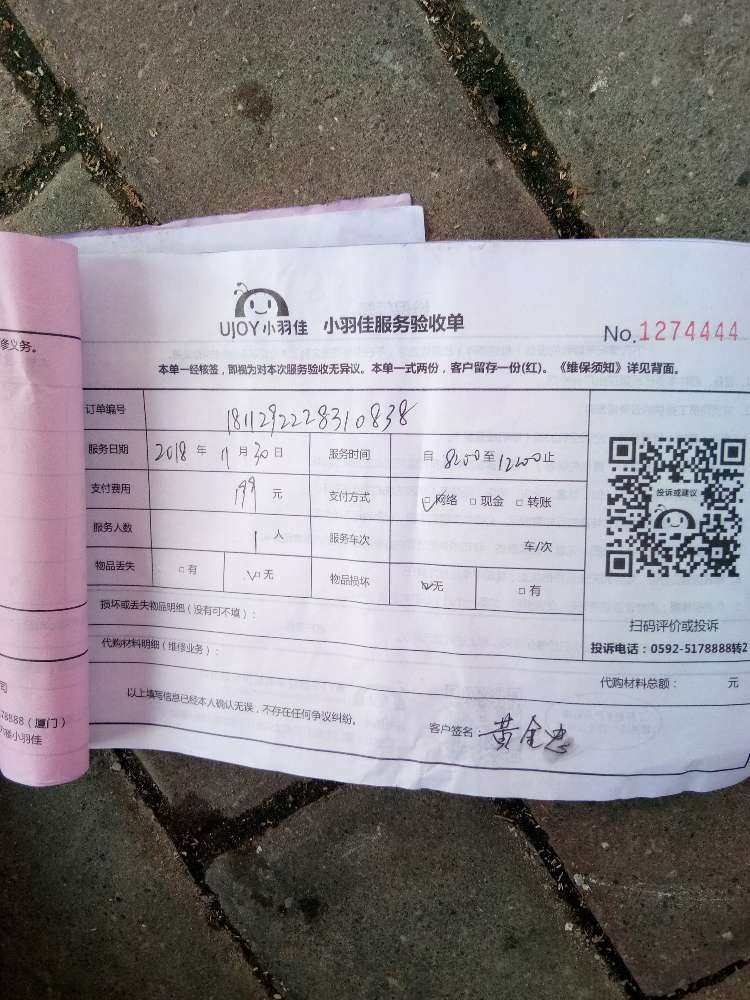 修义务。
UJOY小羽佳 小羽佳服务验收单
No.1274444
本单一经核签，即视为对本次服务验收无异议。本单一式两份，客户留存一份(红)。《维保须知》详见背面。
订单编号 1811292228310838
服务日期 2018 年 11 月 30 日 服务时间 自 8:00 至 12:00 止
支付费用 199 元 支付方式 □网络 □现金 □转账
服务人数 1 人 服务车次 车/次
物品丢失 □有 □无 物品损坏 □无 □有
投诉或建议
损坏或丢失物品明细（没有可不填）：
扫码评价或投诉
代购材料明细（维修业务）：
投诉电话：0592-5178888转2
代购材料总额： 元
司
78888（厦门）
小羽佳
以上填写信息已经本人确认无误，不存在任何争议纠纷。
客户签名 黄全忠